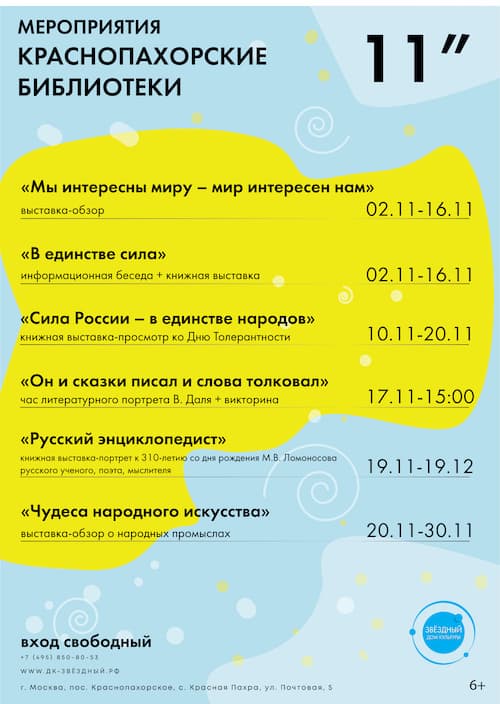 МЕРОПРИЯТИЯ
КРАСНОПАХОРСКИЕ
БИБЛИОТЕКИ
11”
«Мы интересны миру – мир интересен нам»
выставка-обзор
02.11-16.11
«В единстве сила»
информационная беседа + книжная выставка
02.11-16.11
«Сила России – в единстве народов»
книжная выставка-просмотр ко Дню Толерантности
10.11-20.11
«Он и сказки писал и слова толковал»
час литературного портрета В. Даля + викторина
17.11-15:00
«Русский энциклопедист»
книжная выставка-портрет к 310-летию со дня рождения М.В. Ломоносова
русского ученого, поэта, мыслителя
19.11-19.12
«Чудеса народного искусства»
выставка-обзор о народных промыслах
20.11-30.11
вход свободный
+7 (495) 850-80-53
WWW.ДК-ЗВЁЗДНЫЙ.РФ
г. Москва, пос. Краснопахорское, с. Красная Пахра, ул. Почтовая, 5
ЗВЁЗДНЫЙ
ДОМ КУЛЬТУРЫ
6+